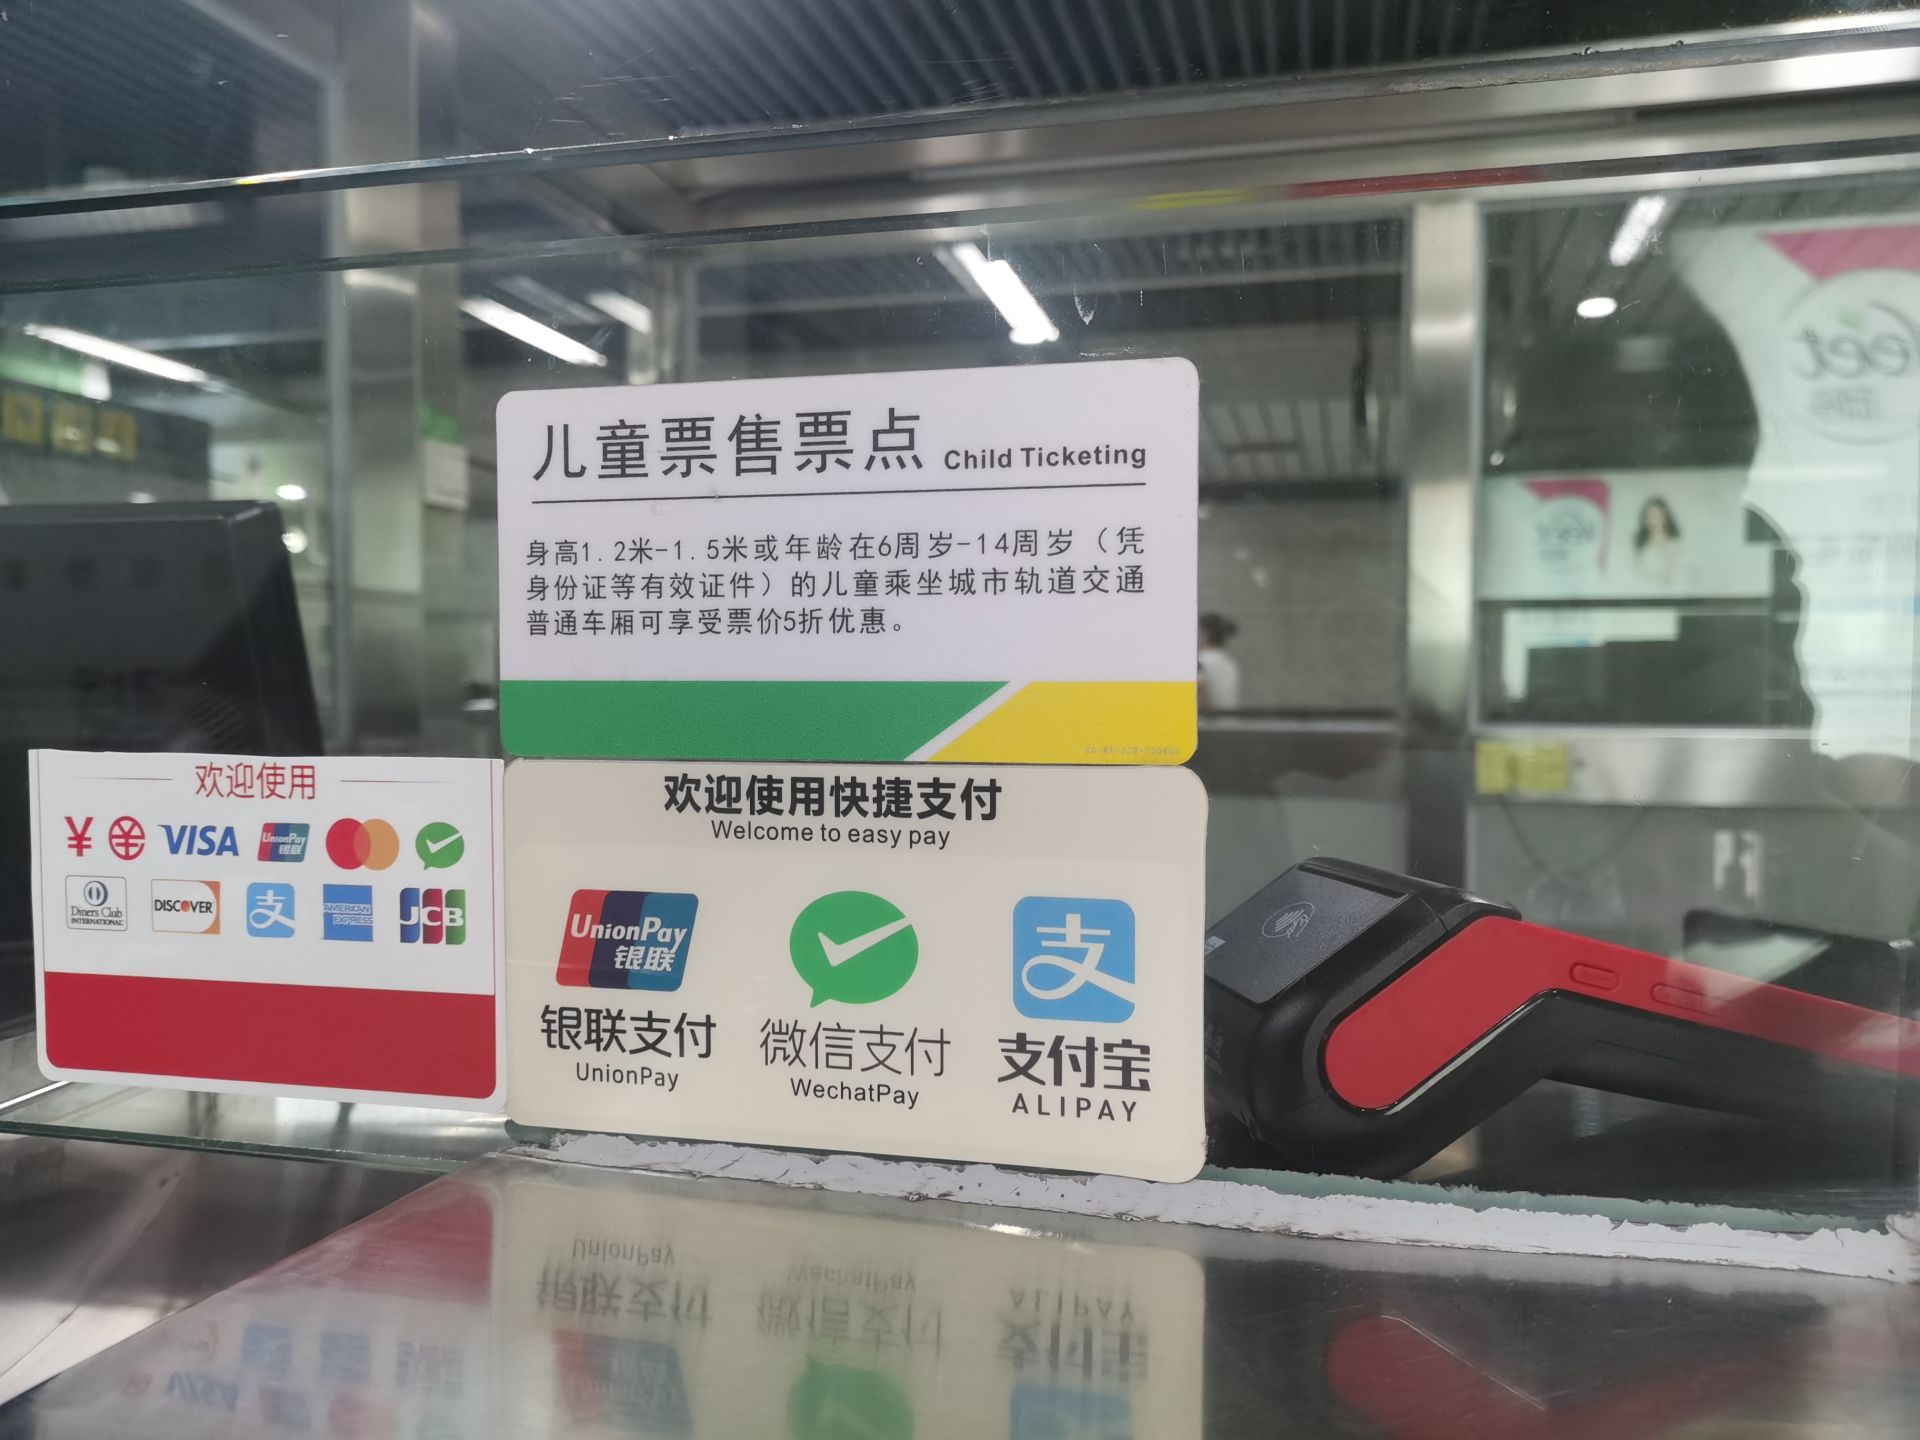 儿童票售票点 Child Ticketing
身高1.2米-1.5米或年龄在6周岁-14周岁（凭
身份证等有效证件）的儿童乘坐城市轨道交通
普通车厢可享受票价5折优惠。
欢迎使用
¥ VISA UnionPay 银联
Diners Club INTERNATIONAL DISCOVER 支 AMERICAN EXPRESS JCB
欢迎使用快捷支付
Welcome to easy pay
UnionPay
银联
支
银联支付 微信支付 支付宝
UnionPay WechatPay ALIPAY